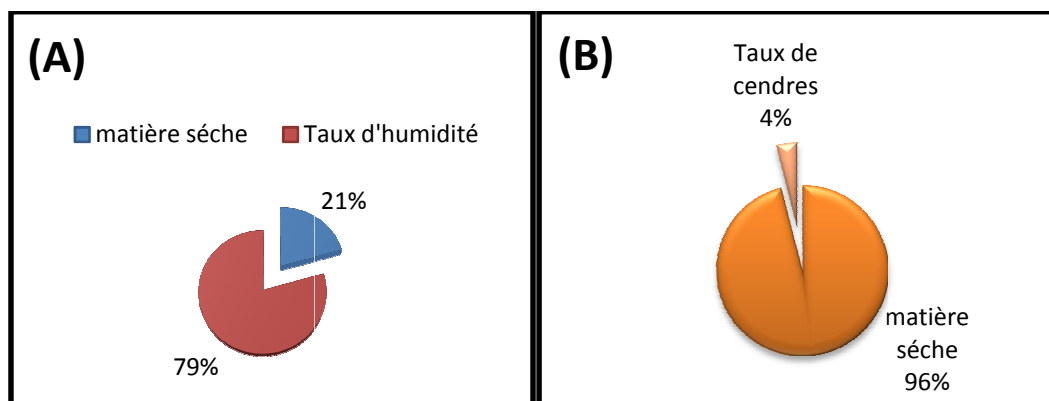 (A)
matière séche
Taux d'humidité
21%
79%
(B)
Taux de
cendres
4%
matière
séche
96%